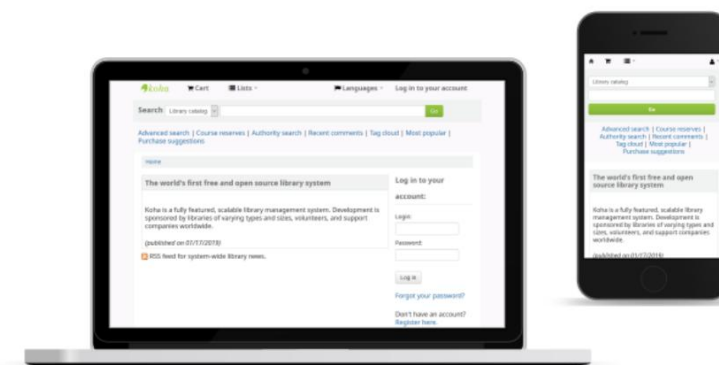 koha Cart Lists Languages Log in to your account
Search Library catalog Go
Advanced search | Course reserves | Authority search | Recent comments | Tag cloud | Most popular |
Purchase suggestions
Home
The world's first free and open source library system
Koha is a fully featured, scalable library management system. Development is
sponsored by libraries of varying types and sizes, volunteers, and support
companies worldwide.
(published on 01/17/2019)
RSS feed for system-wide library news.
Log in to your
account:
Login:
Password:
Log in
Forgot your password?
Don't have an account?
Register here.
Library catalog
Go
Advanced search | Course reserves |
Authority search | Recent comments |
Tag cloud | Most popular |
Purchase suggestions
The world's first free and open
source library system
Koha is a fully featured, scalable library
management system. Development is
sponsored by libraries of varying types and
sizes, volunteers, and support companies
worldwide.
(published on 01/17/2019)